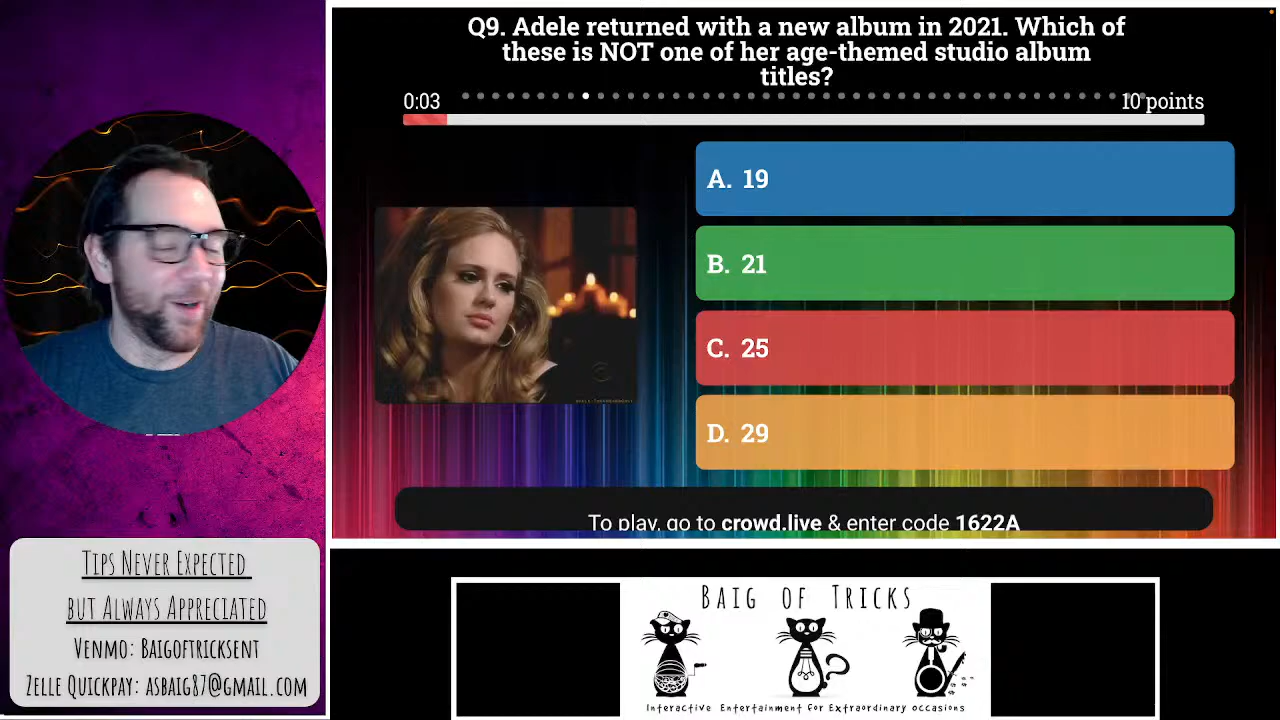 Q9. Adele returned with a new album in 2021. Which of
these is NOT one of her age-themed studio album
titles?
0:03
10 points
A. 19
B. 21
C. 25
D. 29
To play, go to crowd.live & enter code 1622A
Tips Never Expected
but Always Appreciated
Venmo: Baigoftricksent
Zelle Quickpay: asbaig87@gmail.com
Baig of Tricks
Interactive Entertainment for Extraordinary Occasions